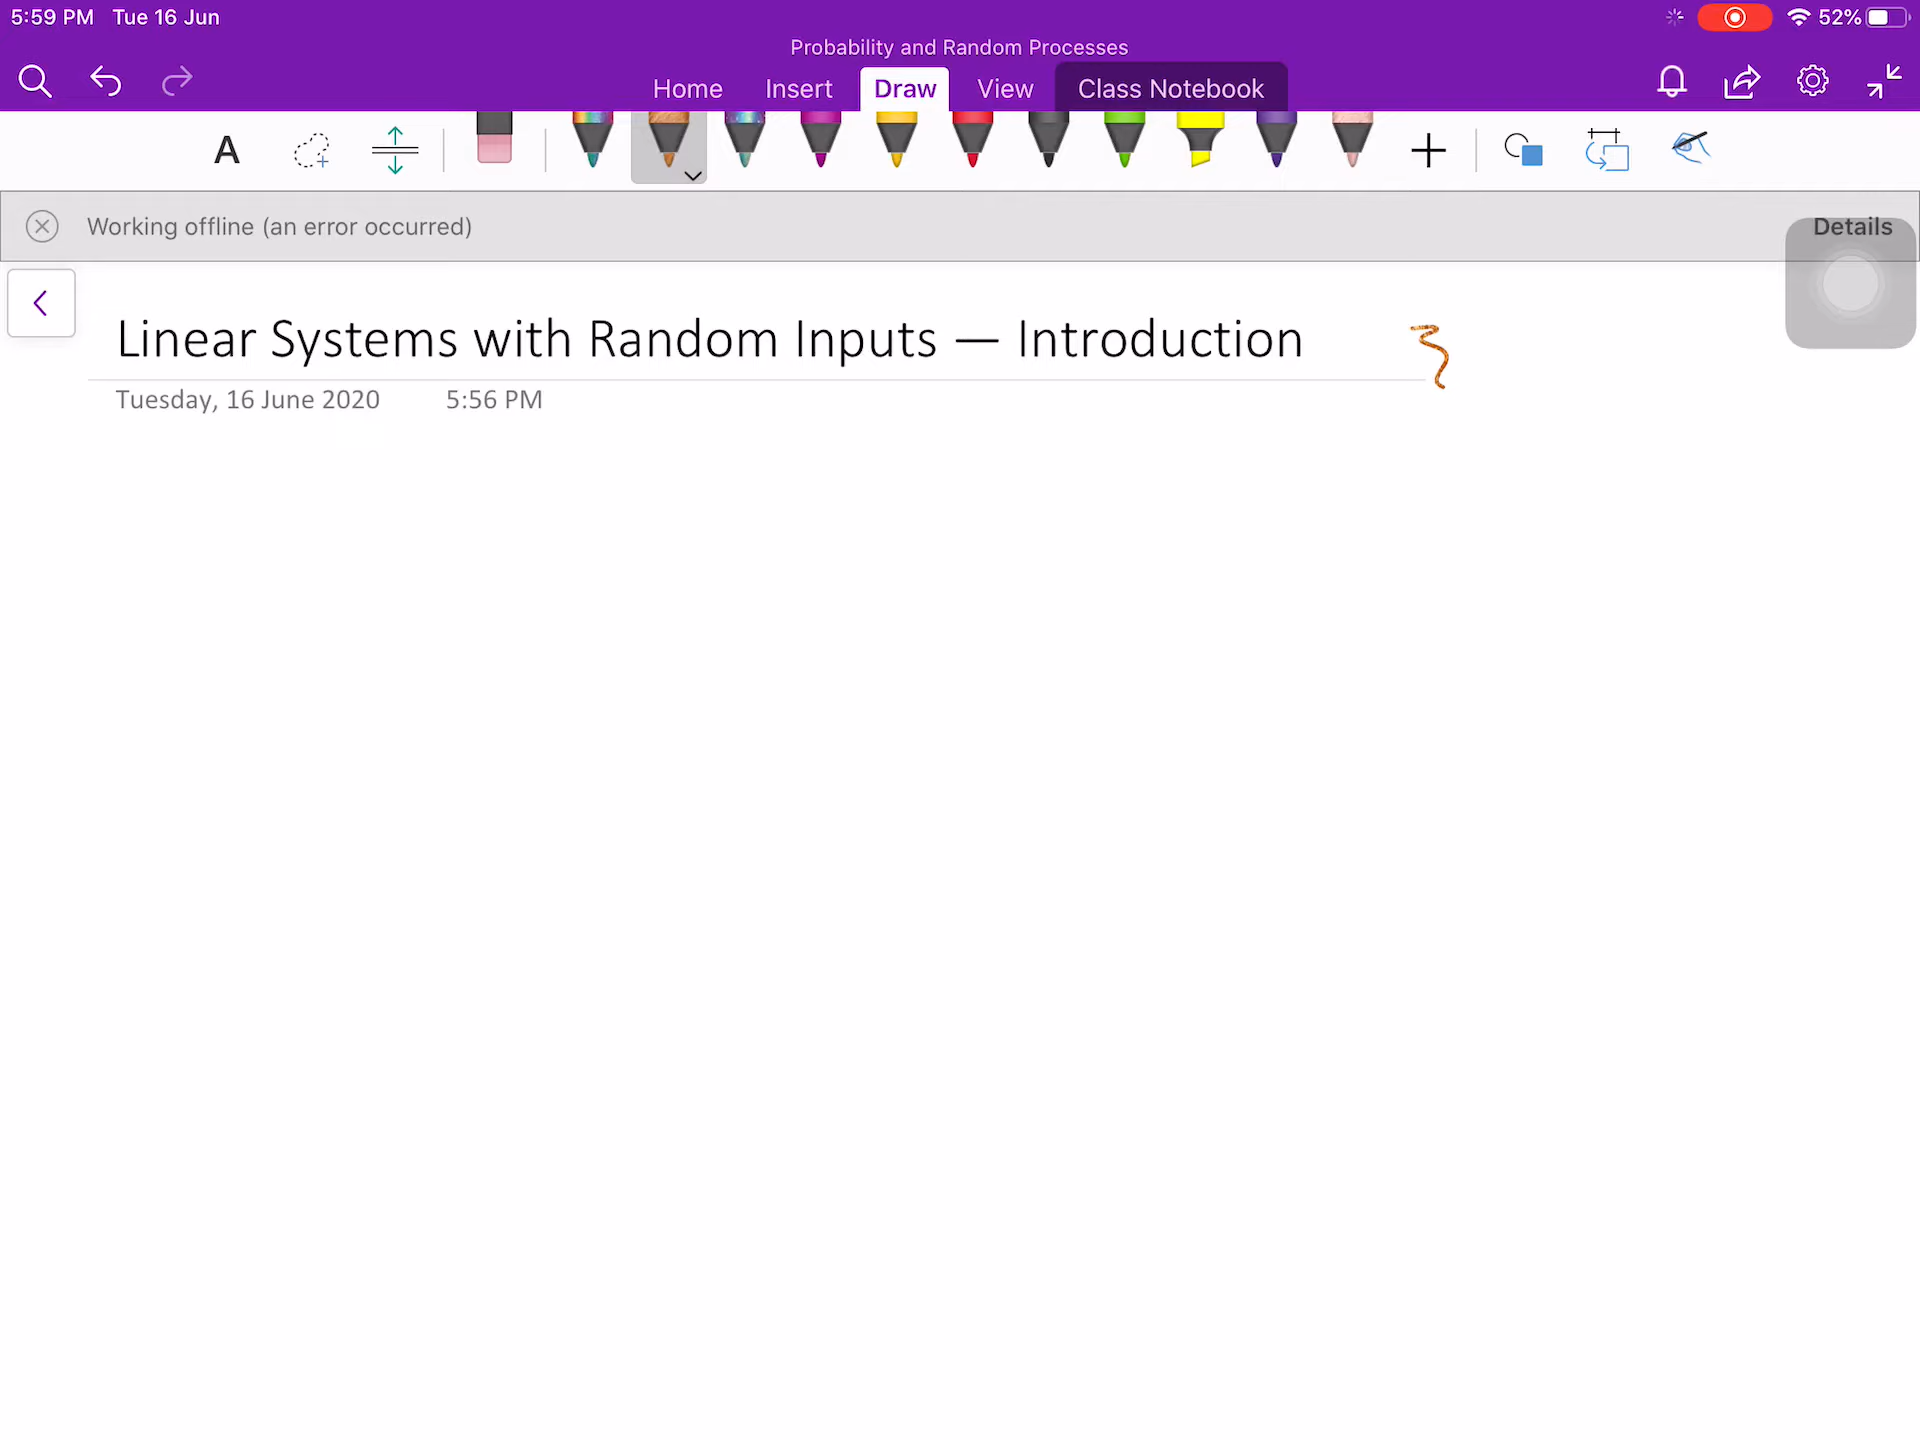 5:59 PM Tue 16 Jun 52%
Probability and Random Processes
Home Insert Draw View Class Notebook
A
Working offline (an error occurred) Details
Linear Systems with Random Inputs — Introduction
Tuesday, 16 June 2020 5:56 PM